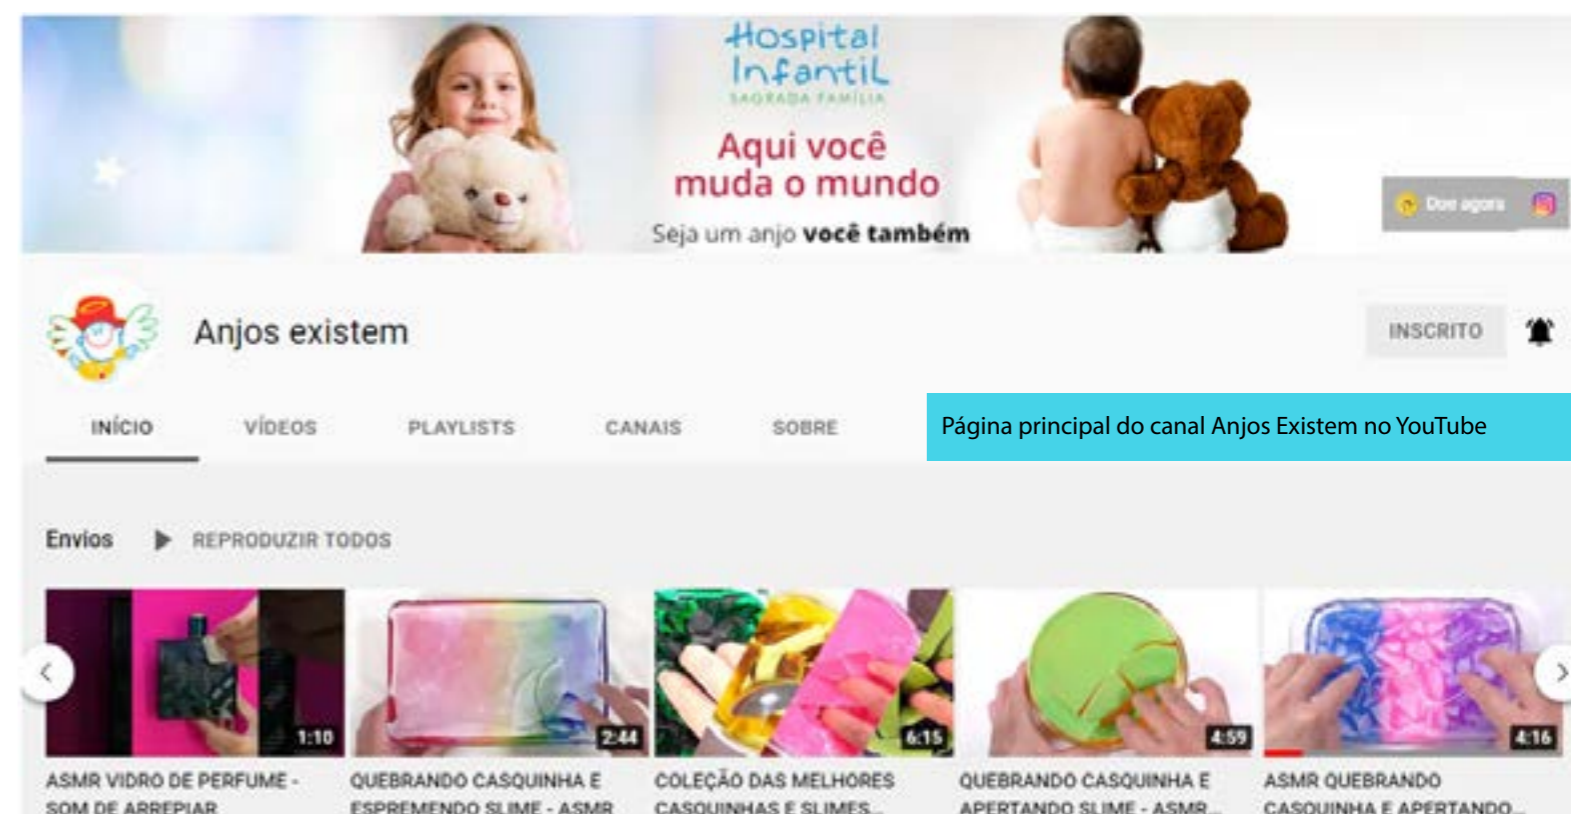 Hospital
Infantil
SAGRADA FAMÍLIA
Aqui você
muda o mundo
Seja um anjo você também
Doe agora
Anjos existem
INSCRITO
INÍCIO VÍDEOS PLAYLISTS CANAIS SOBRE
Página principal do canal Anjos Existem no YouTube
Envios REPRODUZIR TODOS
1:10 2:44 6:15 4:59 4:16
ASMR VIDRO DE PERFUME - QUEBRANDO CASQUINHA E COLEÇÃO DAS MELHORES QUEBRANDO CASQUINHA E ASMR QUEBRANDO
SOM DE ARREPIAR ESPREMENDO SLIME - ASMR CASQUINHAS E SLIMES... APERTANDO SLIME - ASMR... CASQUINHA E APERTANDO...